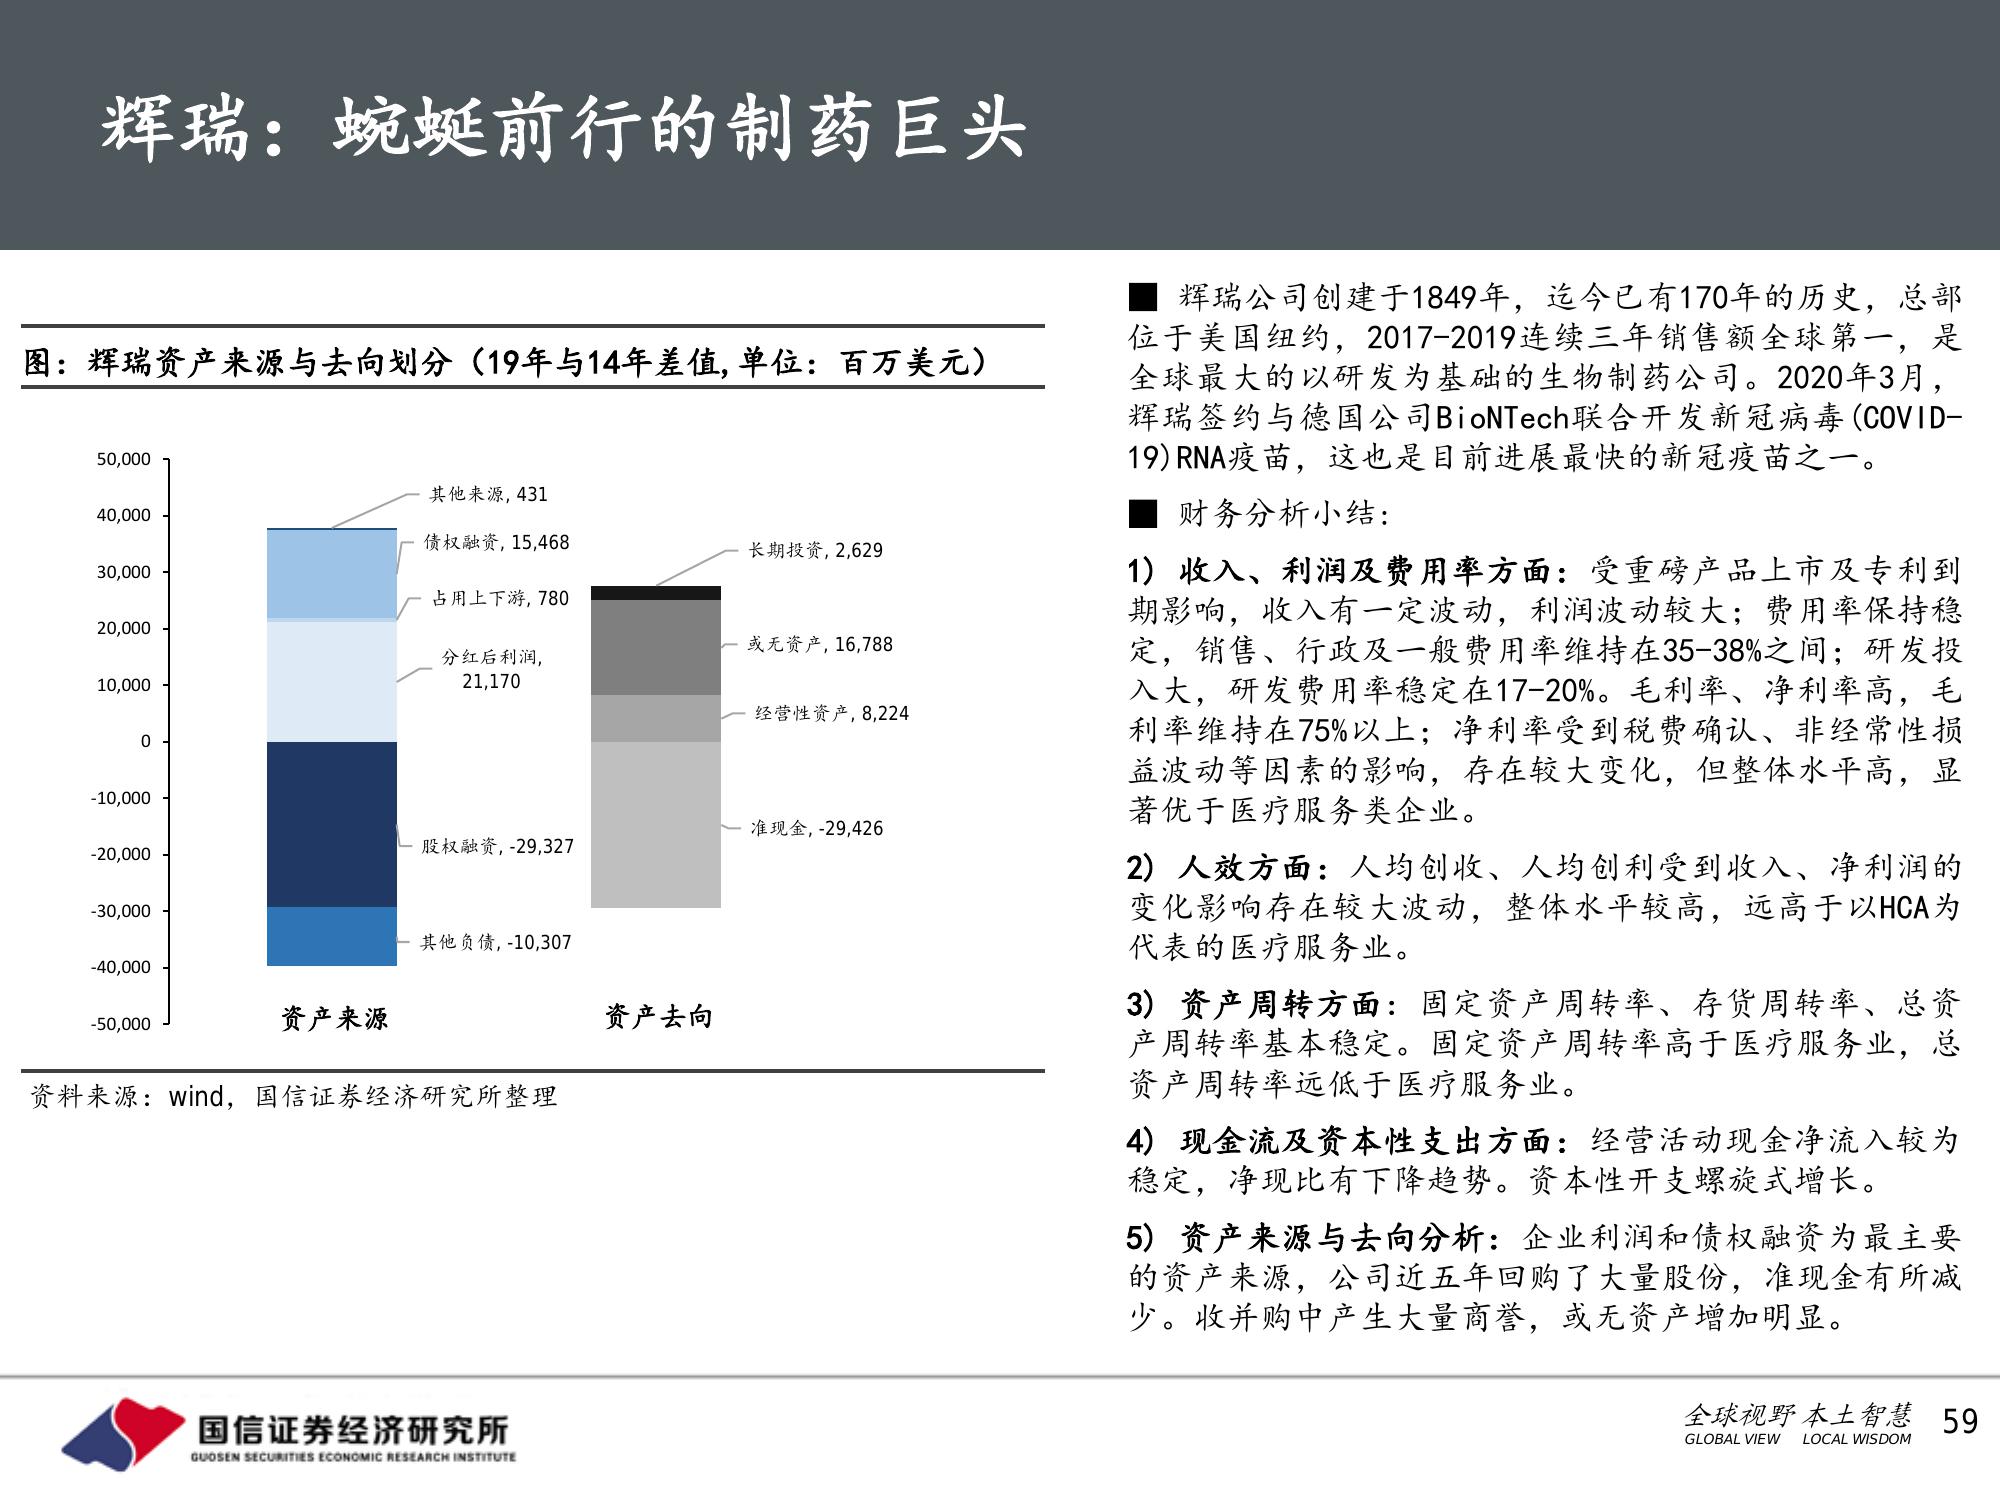 辉瑞：蜿蜒前行的制药巨头
图：辉瑞资产来源与去向划分（19年与14年差值,单位：百万美元）
50,000
40,000
30,000
20,000
10,000
0
-10,000
-20,000
-30,000
-40,000
-50,000
其他来源, 431
债权融资, 15,468
占用上下游, 780
分红后利润,
21,170
股权融资, -29,327
其他负债, -10,307
长期投资, 2,629
或无资产, 16,788
经营性资产, 8,224
准现金, -29,426
资产来源
资产去向
资料来源：wind，国信证券经济研究所整理
■ 辉瑞公司创建于1849年，迄今已有170年的历史，总部
位于美国纽约，2017-2019连续三年销售额全球第一，是
全球最大的以研发为基础的生物制药公司。2020年3月，
辉瑞签约与德国公司BioNTech联合开发新冠病毒(COVID-
19)RNA疫苗，这也是目前进展最快的新冠疫苗之一。
■ 财务分析小结：
1) 收入、利润及费用率方面：受重磅产品上市及专利到
期影响，收入有一定波动，利润波动较大；费用率保持稳
定，销售、行政及一般费用率维持在35-38%之间；研发投
入大，研发费用率稳定在17-20%。毛利率、净利率高，毛
利率维持在75%以上；净利率受到税费确认、非经常性损
益波动等因素的影响，存在较大变化，但整体水平高，显
著优于医疗服务类企业。
2) 人效方面：人均创收、人均创利受到收入、净利润的
变化影响存在较大波动，整体水平较高，远高于以HCA为
代表的医疗服务业。
3) 资产周转方面：固定资产周转率、存货周转率、总资
产周转率基本稳定。固定资产周转率高于医疗服务业，总
资产周转率远低于医疗服务业。
4) 现金流及资本性支出方面：经营活动现金净流入较为
稳定，净现比有下降趋势。资本性开支螺旋式增长。
5) 资产来源与去向分析：企业利润和债权融资为最主要
的资产来源，公司近五年回购了大量股份，准现金有所减
少。收并购中产生大量商誉，或无资产增加明显。
国信证券经济研究所
GUOSEN SECURITIES ECONOMIC RESEARCH INSTITUTE
全球视野 本土智慧
GLOBAL VIEW LOCAL WISDOM
59